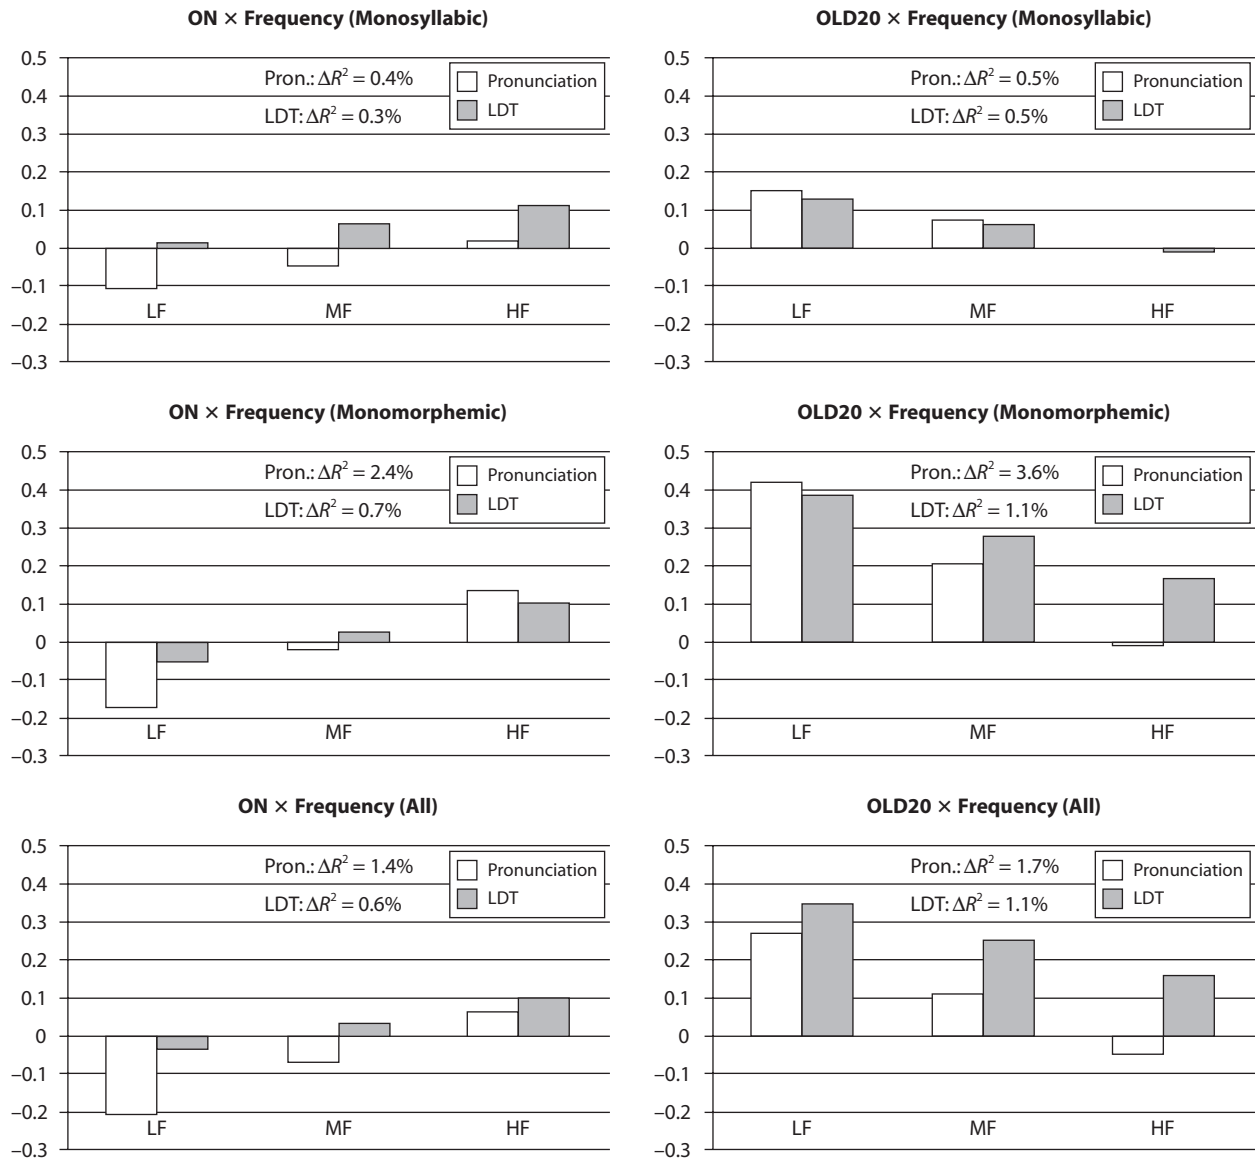 ON × Frequency (Monosyllabic)
0.5
0.4
0.3
0.2
0.1
0
–0.1
–0.2
–0.3
Pron.: ΔR² = 0.4%
LDT: ΔR² = 0.3%
Pronunciation
LDT
LF MF HF
OLD20 × Frequency (Monosyllabic)
0.5
0.4
0.3
0.2
0.1
0
–0.1
–0.2
–0.3
Pron.: ΔR² = 0.5%
LDT: ΔR² = 0.5%
Pronunciation
LDT
LF MF HF
ON × Frequency (Monomorphemic)
0.5
0.4
0.3
0.2
0.1
0
–0.1
–0.2
–0.3
Pron.: ΔR² = 2.4%
LDT: ΔR² = 0.7%
Pronunciation
LDT
LF MF HF
OLD20 × Frequency (Monomorphemic)
0.5
0.4
0.3
0.2
0.1
0
–0.1
–0.2
–0.3
Pron.: ΔR² = 3.6%
LDT: ΔR² = 1.1%
Pronunciation
LDT
LF MF HF
ON × Frequency (All)
0.5
0.4
0.3
0.2
0.1
0
–0.1
–0.2
–0.3
Pron.: ΔR² = 1.4%
LDT: ΔR² = 0.6%
Pronunciation
LDT
LF MF HF
OLD20 × Frequency (All)
0.5
0.4
0.3
0.2
0.1
0
–0.1
–0.2
–0.3
Pron.: ΔR² = 1.7%
LDT: ΔR² = 1.1%
Pronunciation
LDT
LF MF HF